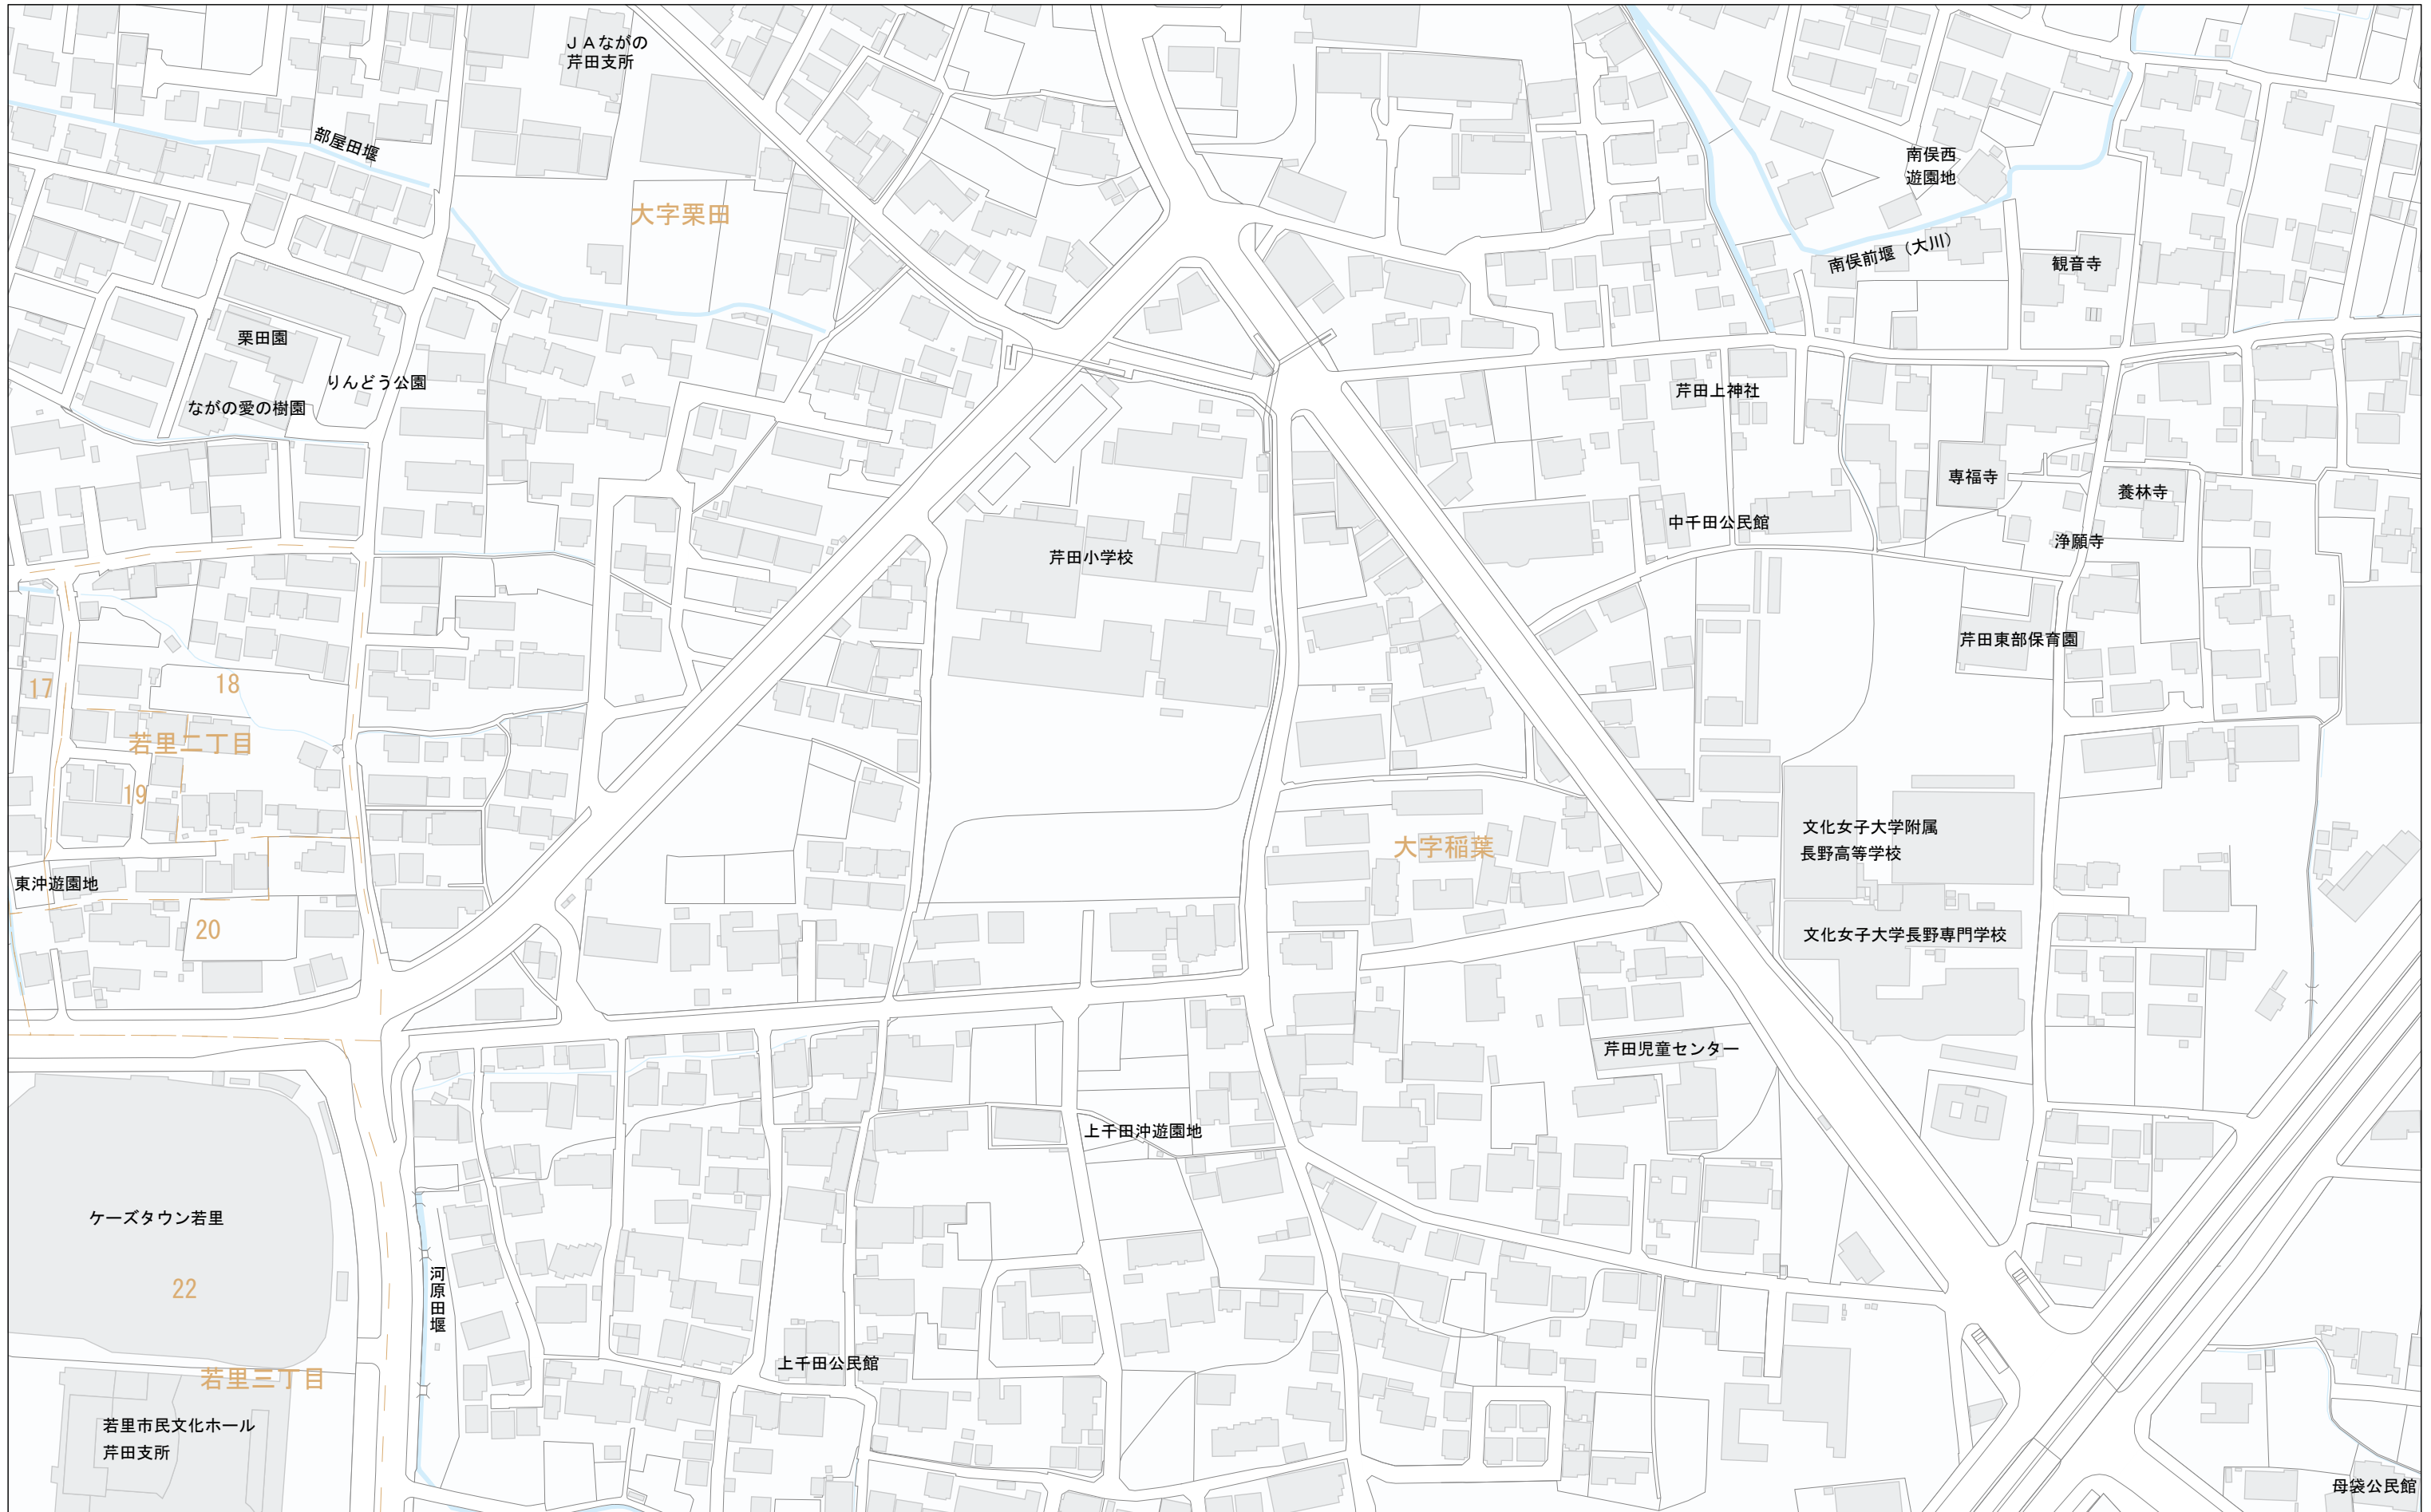 ＪＡながの
芹田支所
部屋田堰
大字栗田
南俣西
遊園地
南俣前堰（大川）
観音寺
栗田園
りんどう公園
ながの愛の樹園
芹田上神社
専福寺
養林寺
中千田公民館
浄願寺
芹田小学校
芹田東部保育園
17
18
若里二丁目
19
大字稲葉
文化女子大学附属
長野高等学校
東沖遊園地
20
文化女子大学長野専門学校
芹田児童センター
上千田沖遊園地
ケーズタウン若里
22
河原田堰
上千田公民館
若里三丁目
若里市民文化ホール
芹田支所
母袋公民館